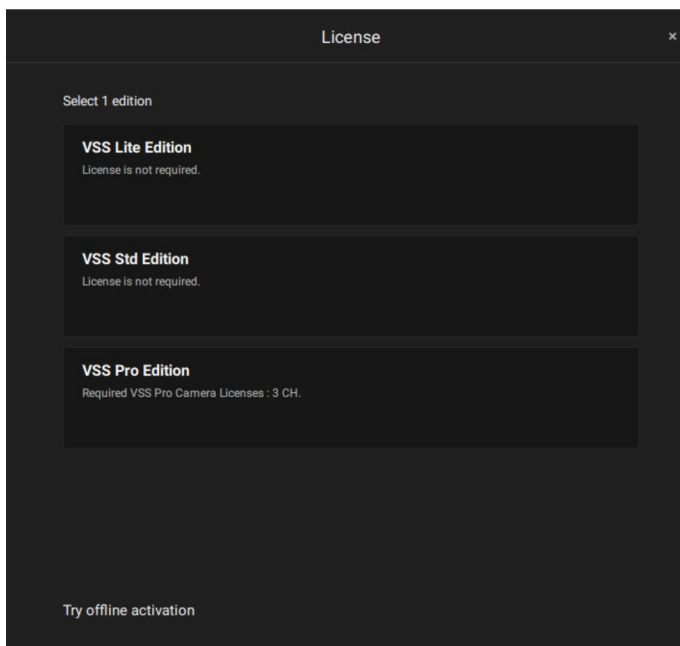 License
×
Select 1 edition
VSS Lite Edition
License is not required.
VSS Std Edition
License is not required.
VSS Pro Edition
Required VSS Pro Camera Licenses : 3 CH.
Try offline activation